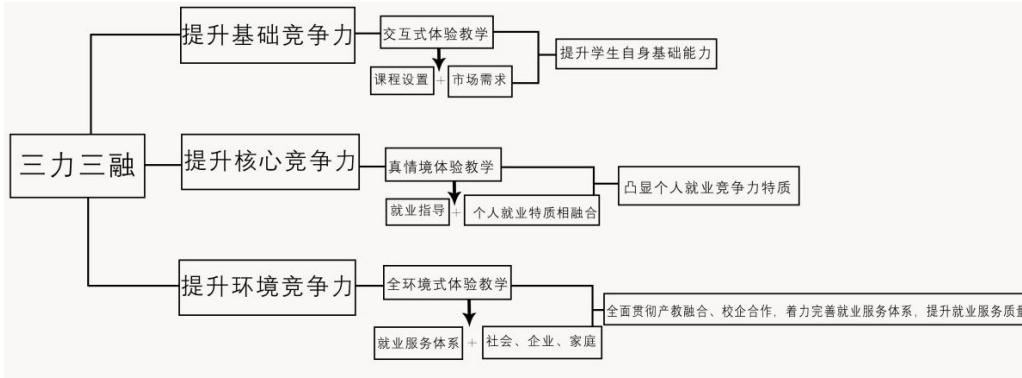 三力三融
提升基础竞争力
交互式体验教学
课程设置 + 市场需求
提升学生自身基础能力
提升核心竞争力
真情境体验教学
就业指导 + 个人就业特质相融合
凸显个人就业竞争力特质
提升环境竞争力
全环境式体验教学
就业服务体系 + 社会、企业、家庭
全面贯彻产教融合、校企合作，着力完善就业服务体系，提升就业服务质量